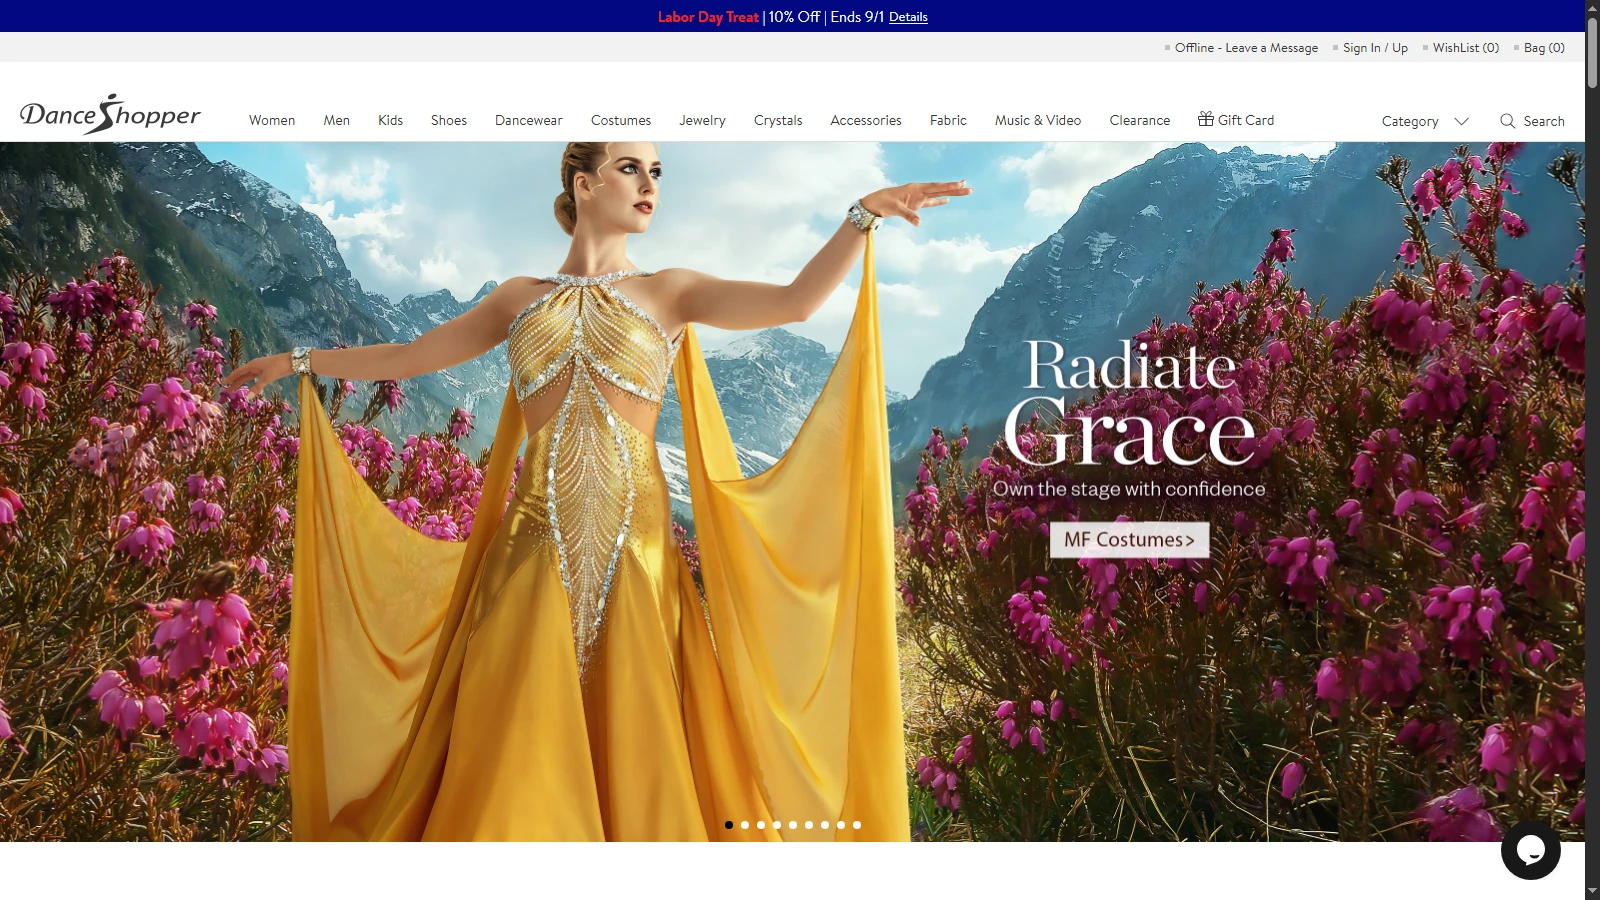 Labor Day Treat | 10% Off | Ends 9/1 Details
Offline - Leave a Message Sign In / Up WishList (0) Bag (0)
DanceShopper
Women Men Kids Shoes Dancewear Costumes Jewelry Crystals Accessories Fabric Music & Video Clearance Gift Card Category Search
Radiate
Grace
Own the stage with confidence
MF Costumes>